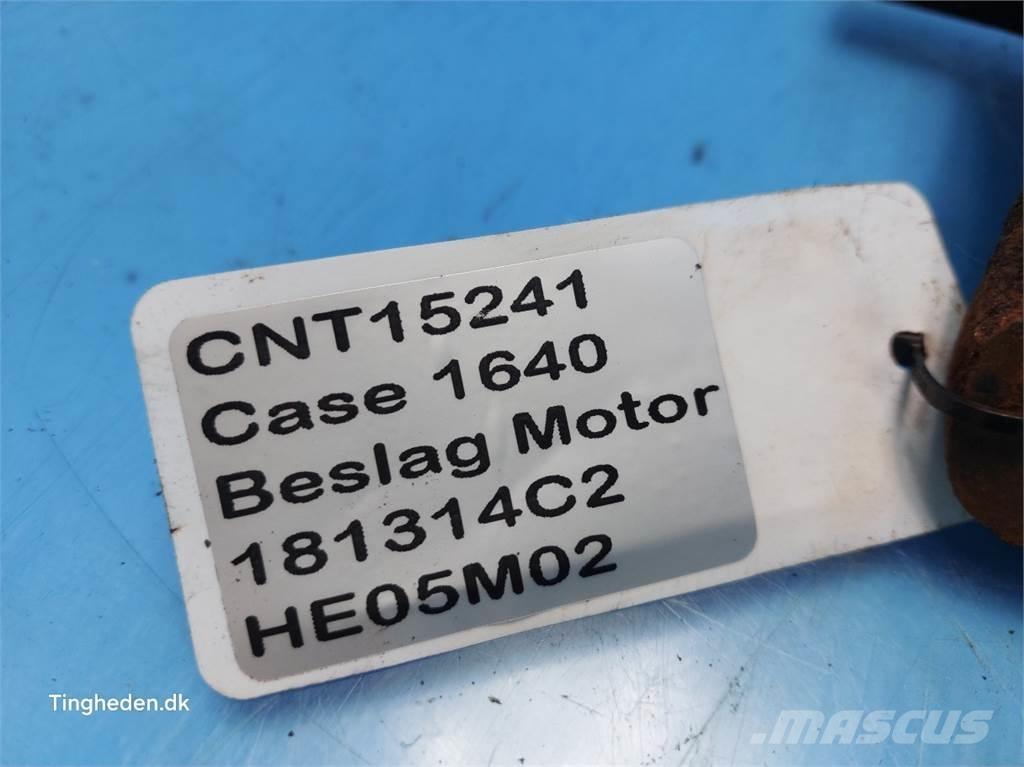 CNT15241
Case 1640
Beslag Motor
181314C2
HE05M02
Tingheden.dk
MASCUS